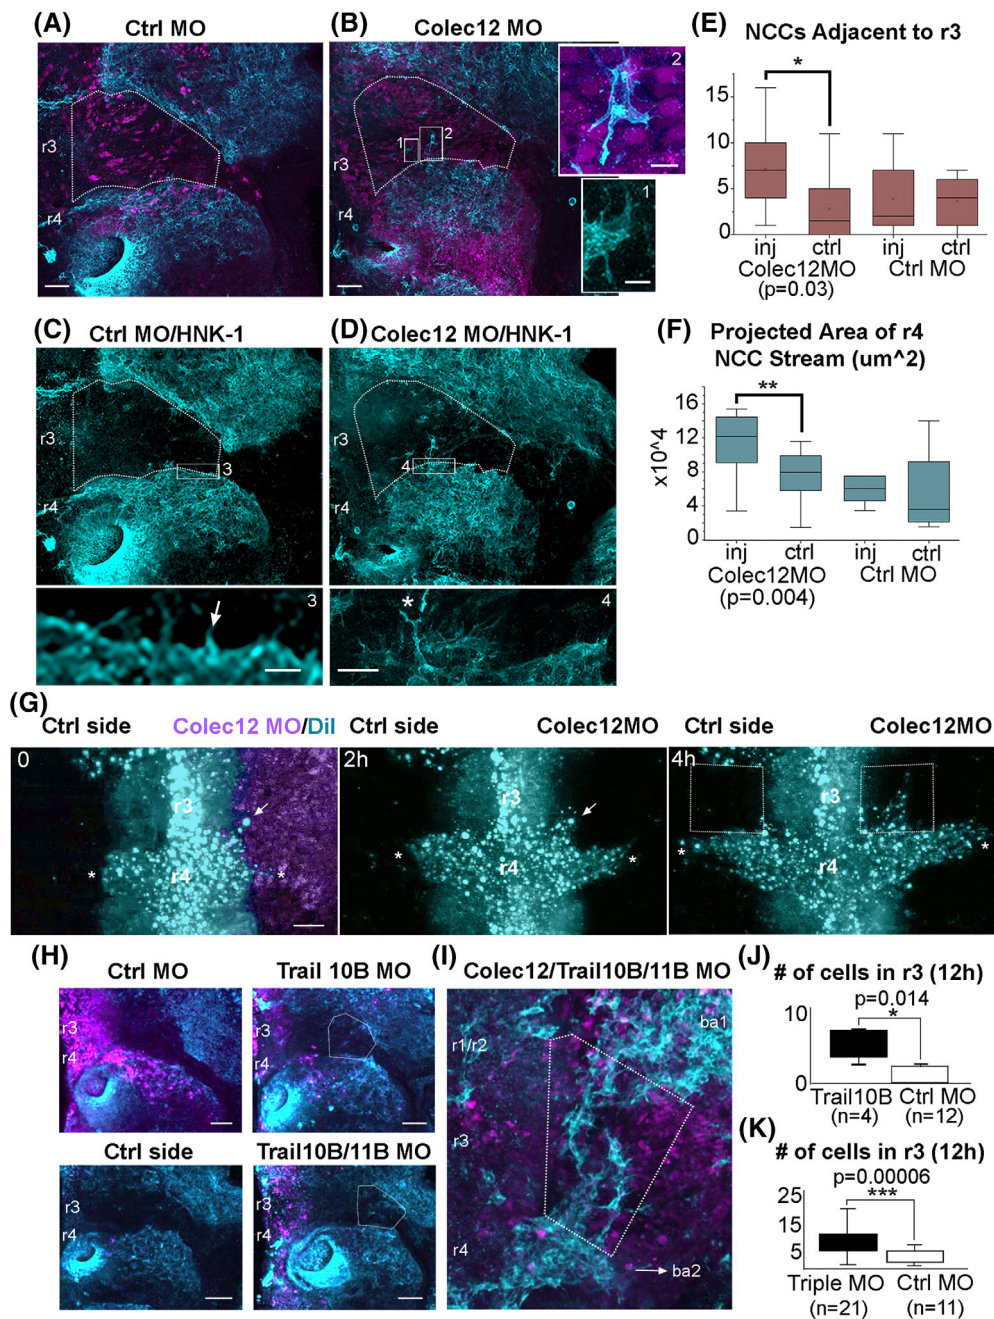 (A) Ctrl MO
r3
r4
(B) Colec12 MO
r3
r4
1
2
2
1
(C) Ctrl MO/HNK-1
r3
r4
3
3
(D) Colec12 MO/HNK-1
r3
r4
4
*
4
(E) NCCs Adjacent to r3
*
15
10
5
0
inj ctrl inj ctrl
Colec12MO Ctrl MO
(p=0.03)
(F) Projected Area of r4
NCC Stream (um^2)
**
x10^4
16
12
8
4
0
inj ctrl inj ctrl
Colec12MO Ctrl MO
(p=0.004)
(G)
Ctrl side Colec12 MO/DiI
0
r3
r4
* *
Ctrl side Colec12MO
2h
r3
r4
* *
Ctrl side Colec12MO
4h
r3
r4
* *
(H)
Ctrl MO
r3
r4
Trail 10B MO
r3
r4
Ctrl side
r3
r4
Trail10B/11B MO
r3
r4
(I) Colec12/Trail10B/11B MO
r1/r2
ba1
r3
r4
ba2
(J) # of cells in r3 (12h)
p=0.014
*
10
0
Trail10B Ctrl MO
(n=4) (n=12)
(K) # of cells in r3 (12h)
p=0.00006
***
25
15
5
Triple MO Ctrl MO
(n=21) (n=11)